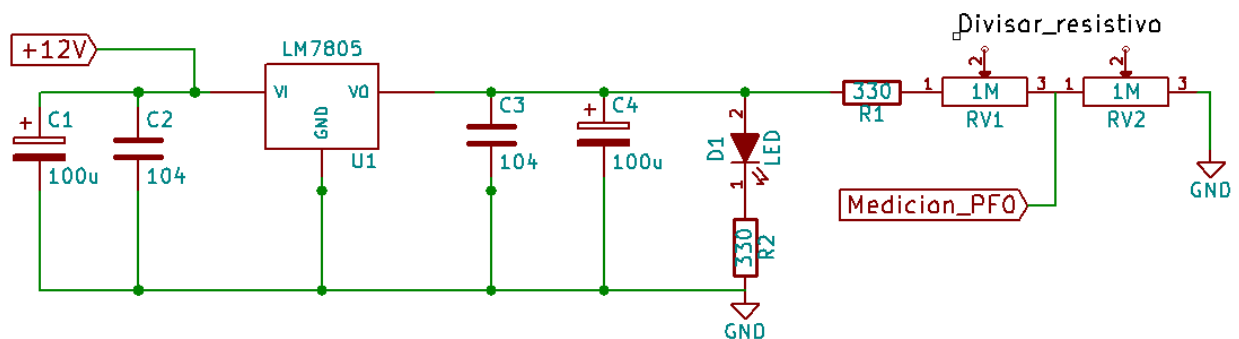 Divisor_resistivo
+12V
LM7805
VI
VO
GND
U1
+
C1
100u
C2
104
C3
104
+
C4
100u
2
D1
LED
1
330
R2
GND
330
R1
1
2
3
1M
RV1
1
2
3
1M
RV2
GND
Medicion_PF0